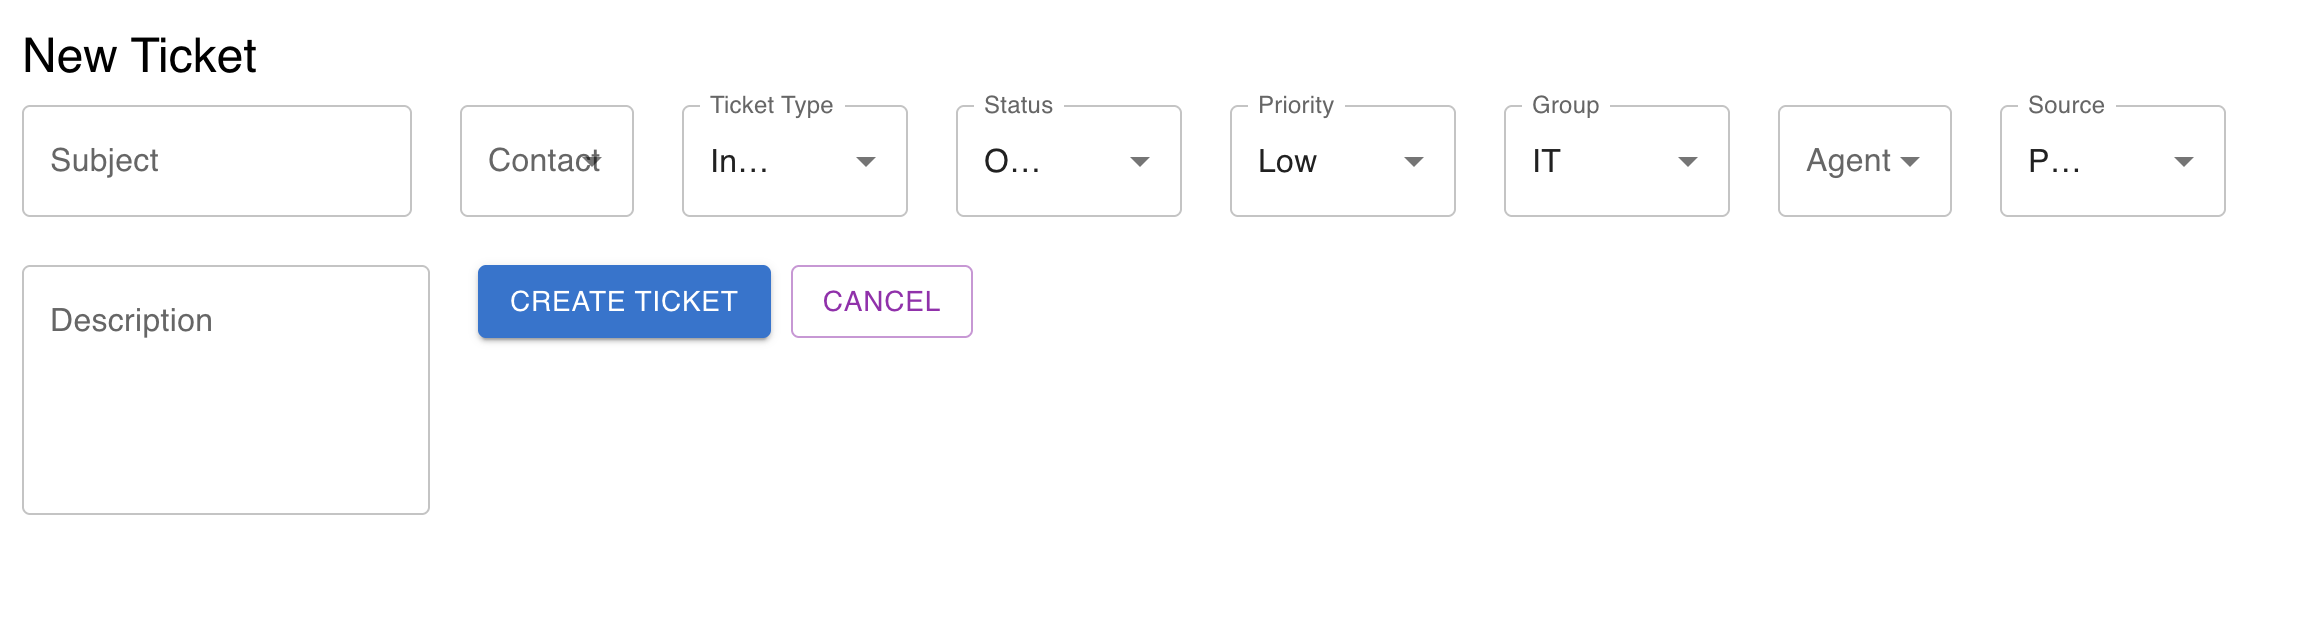 New Ticket
Subject
Contact
Ticket Type
In...
Status
O...
Priority
Low
Group
IT
Agent
Source
P...
Description
CREATE TICKET
CANCEL